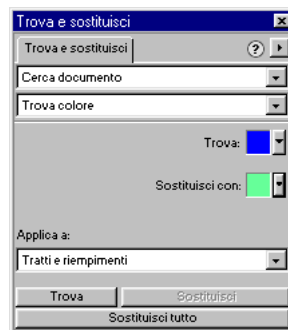 Trova e sostituisci
Trova e sostituisci
Cerca documento
Trova colore
Trova:
Sostituisci con:
Applica a:
Tratti e riempimenti
Trova Sostituisci
Sostituisci tutto